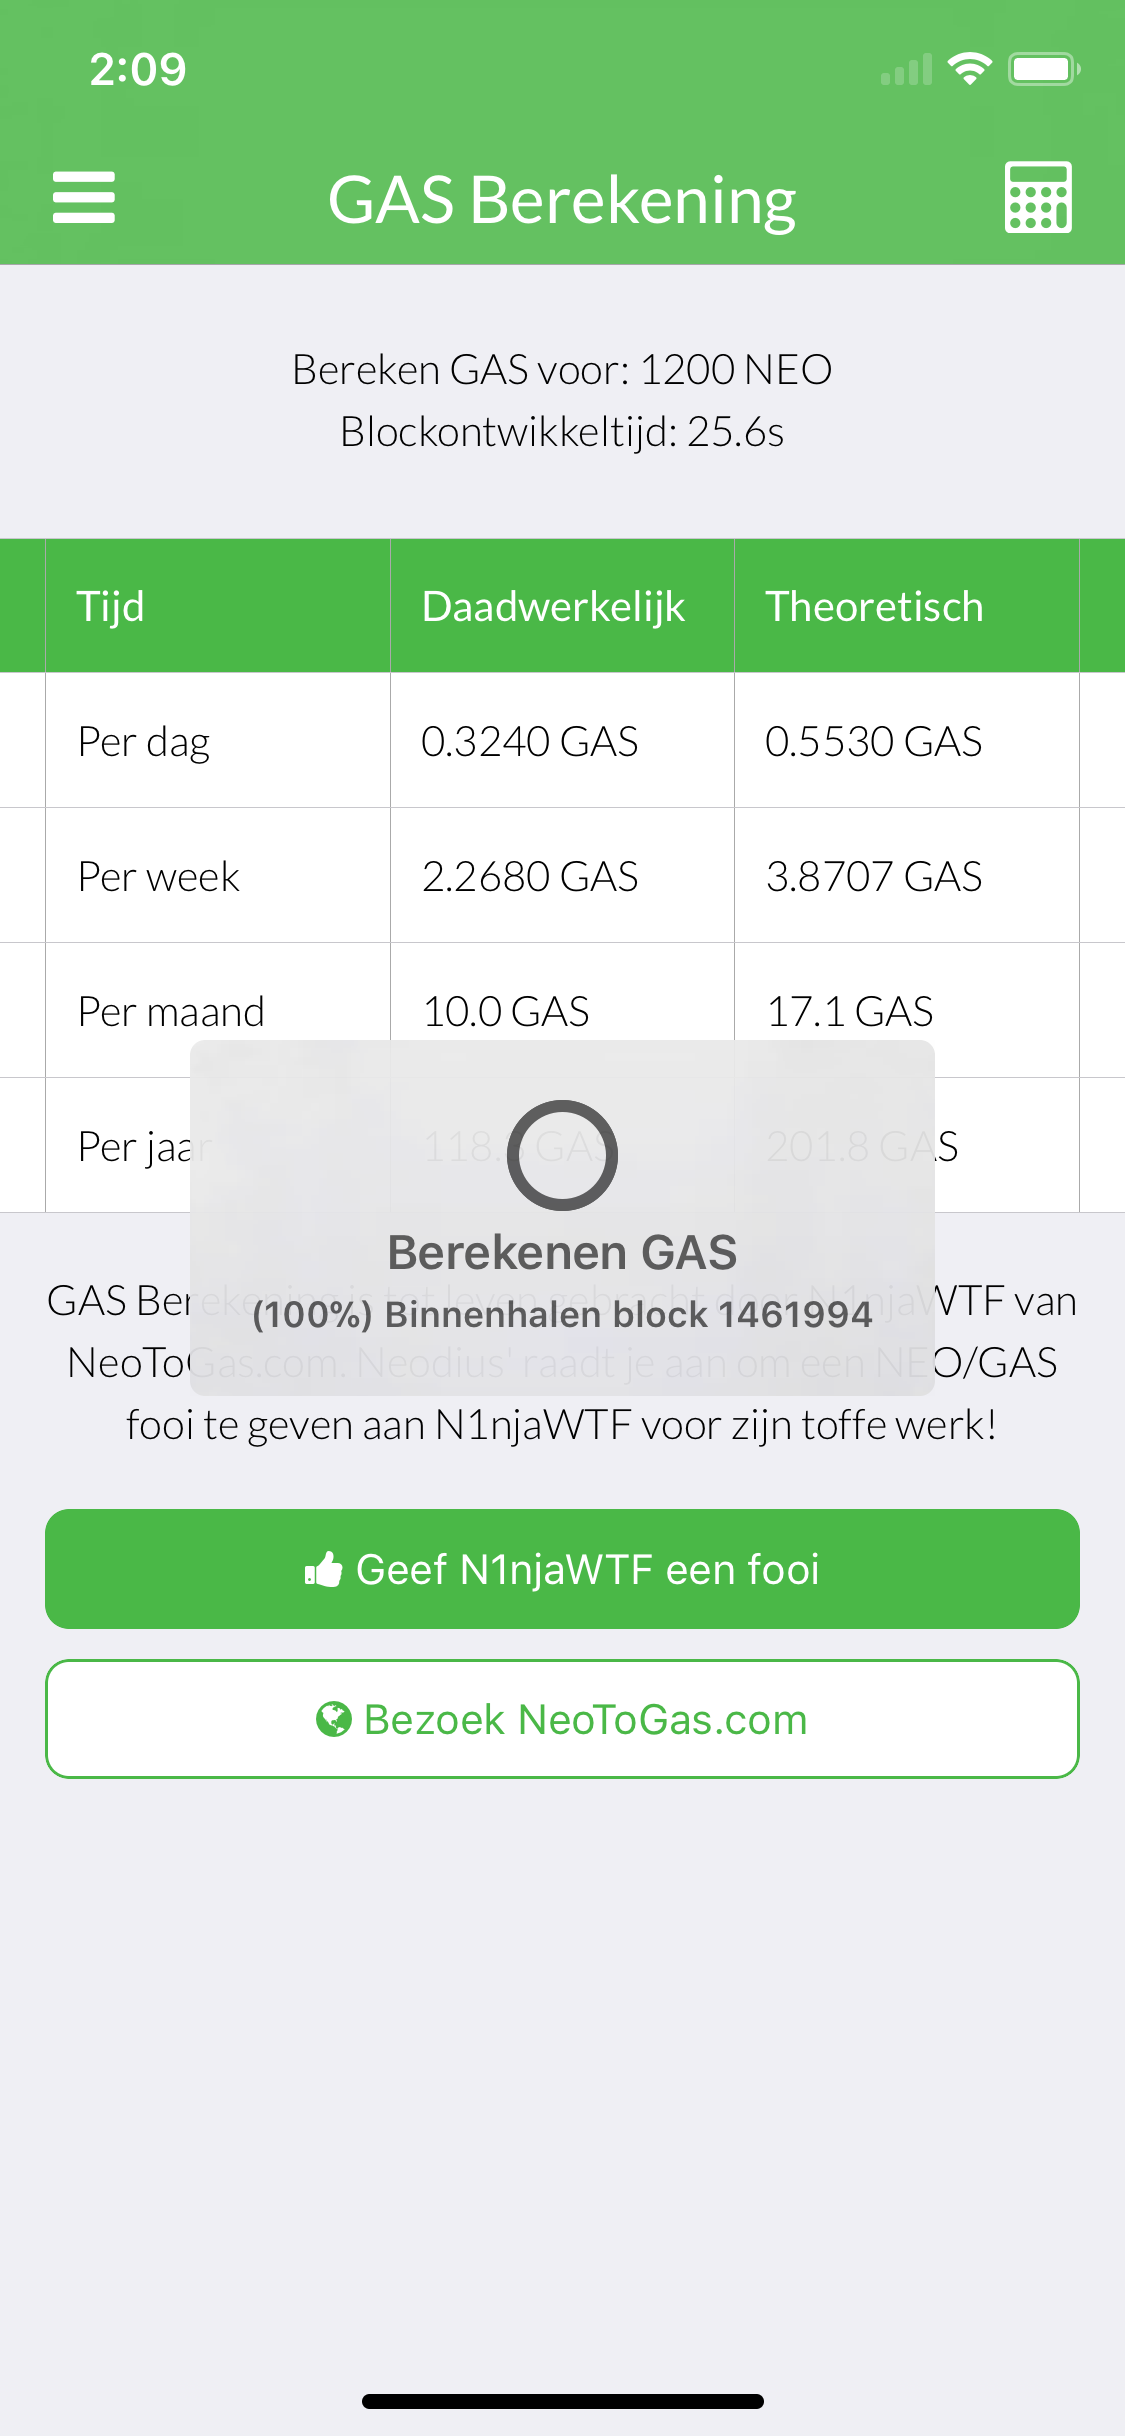 2:09
GAS Berekening
Bereken GAS voor: 1200 NEO
Blockontwikkeltijd: 25.6s
Tijd Daadwerkelijk Theoretisch
Per dag 0.3240 GAS 0.5530 GAS
Per week 2.2680 GAS 3.8707 GAS
Per maand 10.0 GAS 17.1 GAS
Per jaar GAS 201.8 GAS
Berekenen GAS
(100%) Binnenhalen block 1461994
GAS Berekening is tot leven gebracht door N1njaWTF van
NeoToGas.com. Neodius' raadt je aan om een NEO/GAS
fooi te geven aan N1njaWTF voor zijn toffe werk!
Geef N1njaWTF een fooi
Bezoek NeoToGas.com